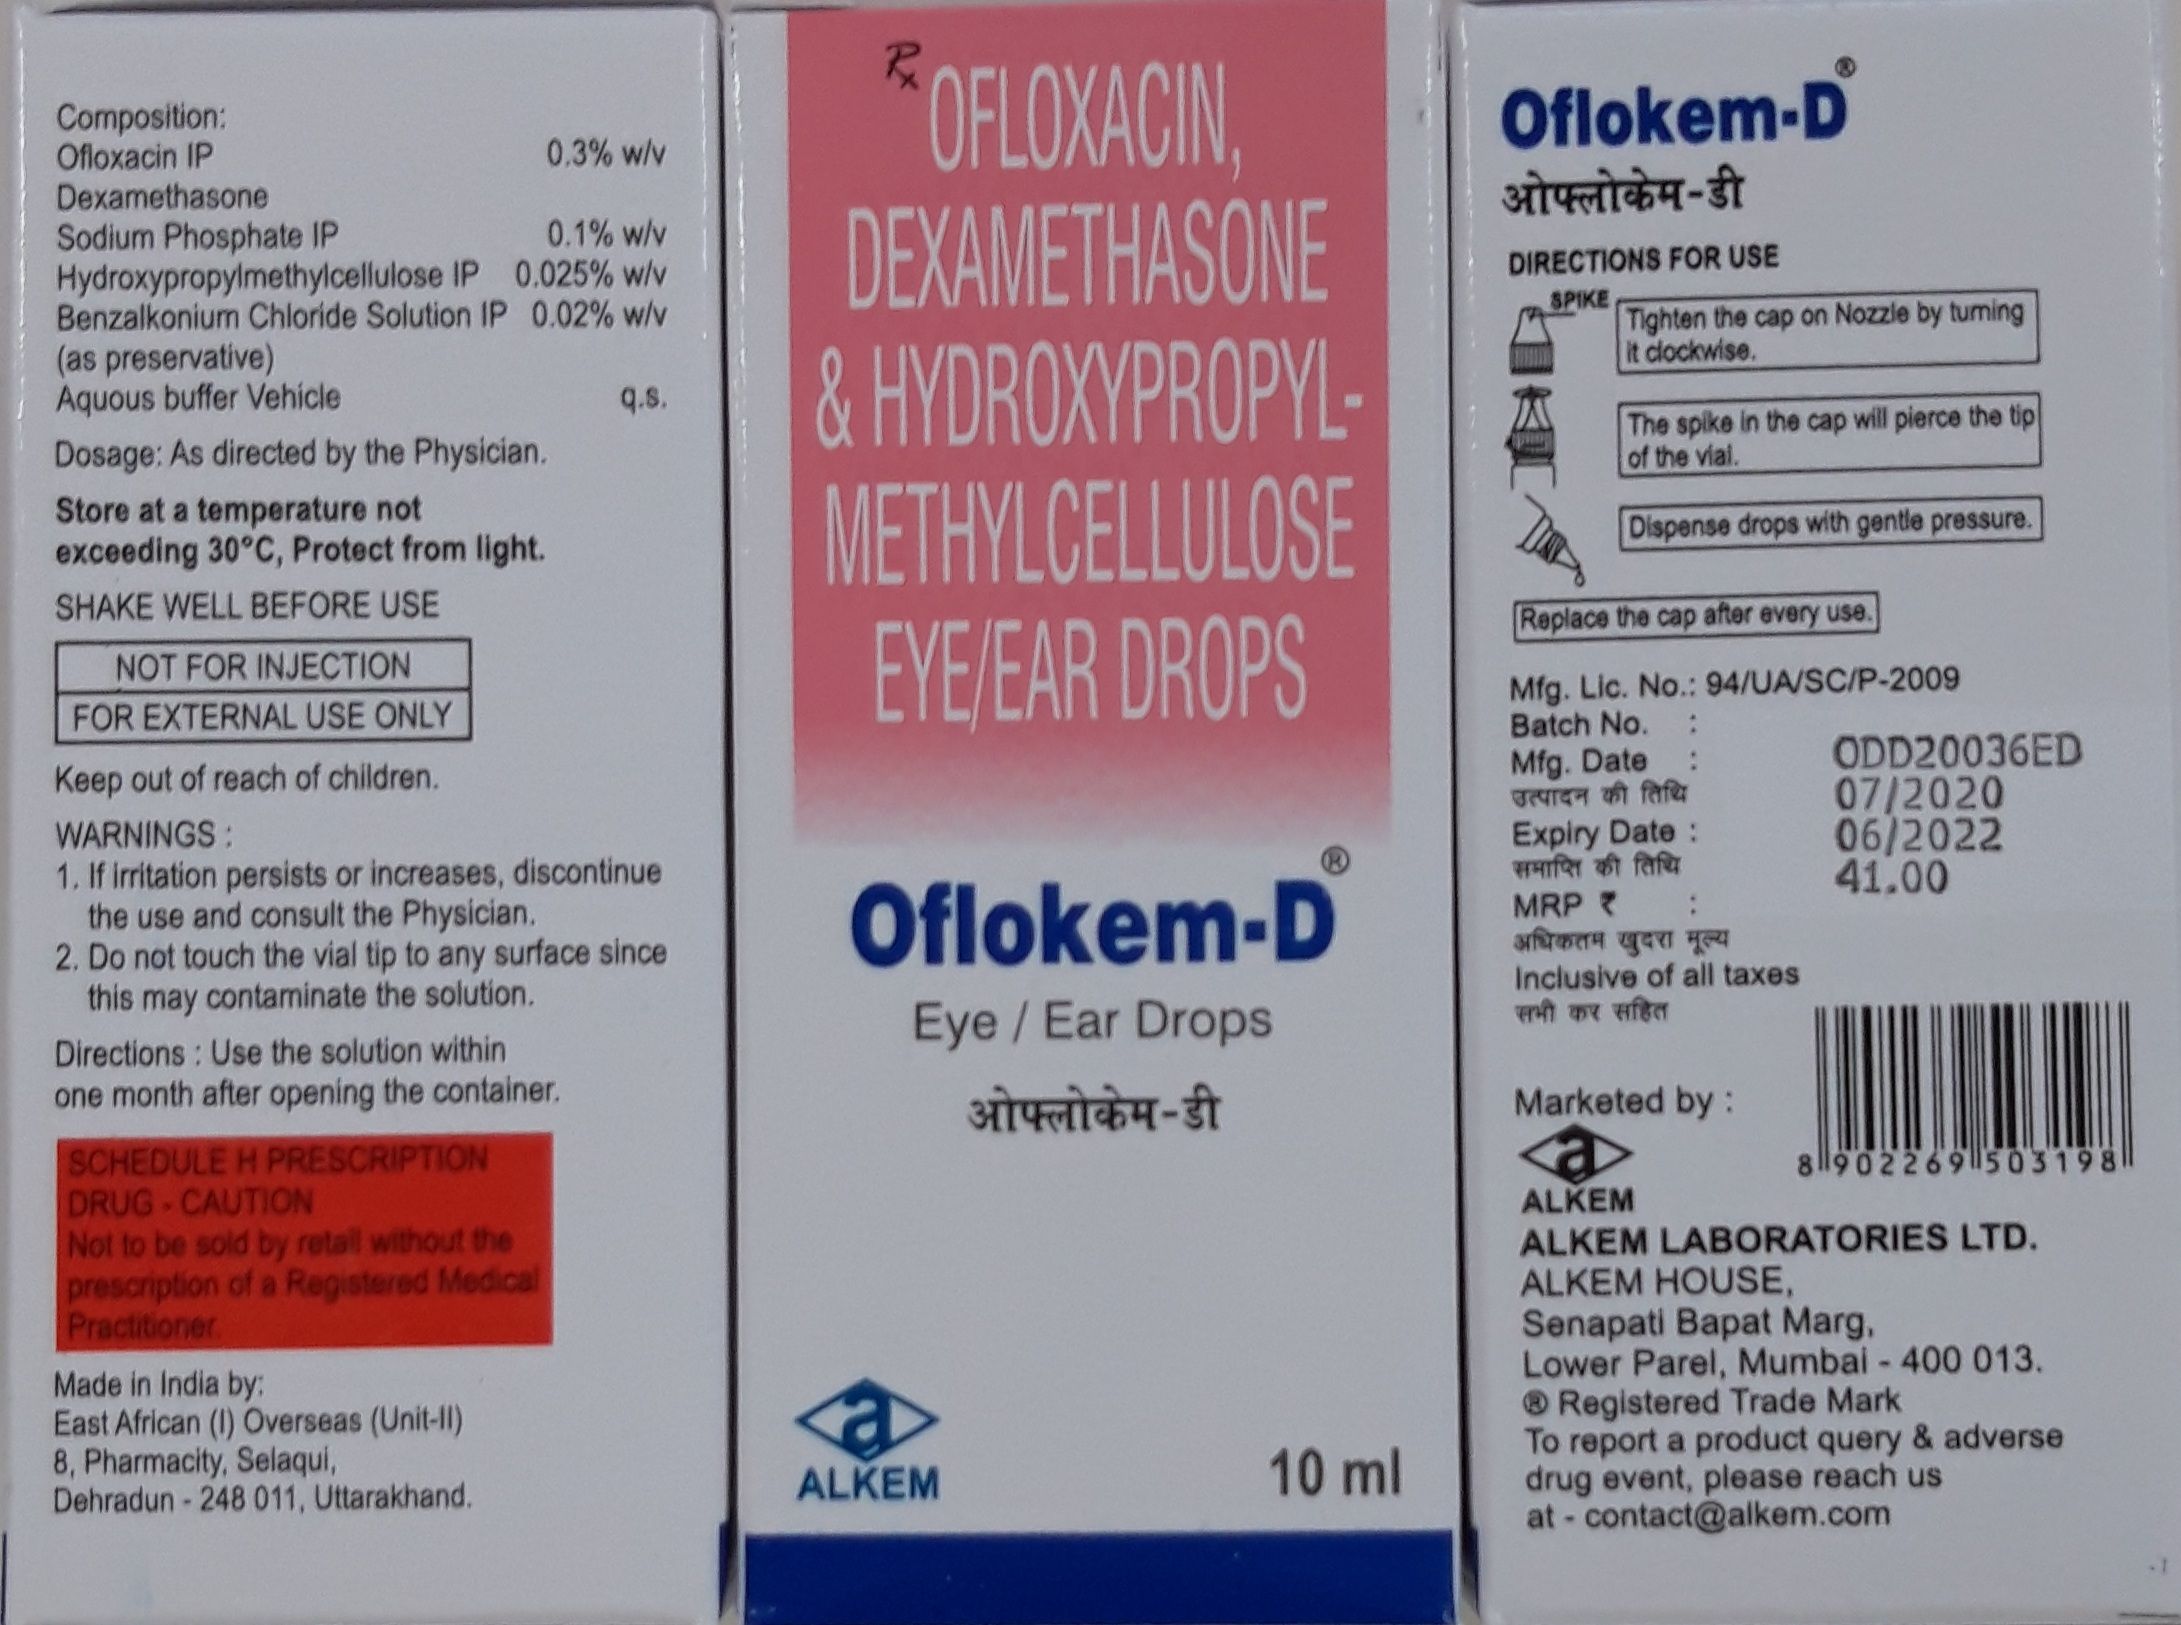 Composition:
Ofloxacin IP 0.3% w/v
Dexamethasone
Sodium Phosphate IP 0.1% w/v
Hydroxypropylmethylcellulose IP 0.025% w/v
Benzalkonium Chloride Solution IP 0.02% w/v
(as preservative)
Aquous buffer Vehicle q.s.
Dosage: As directed by the Physician.
Store at a temperature not
exceeding 30°C, Protect from light.
SHAKE WELL BEFORE USE
NOT FOR INJECTION
FOR EXTERNAL USE ONLY
Keep out of reach of children.
WARNINGS :
1. If irritation persists or increases, discontinue
the use and consult the Physician.
2. Do not touch the vial tip to any surface since
this may contaminate the solution.
Directions : Use the solution within
one month after opening the container.
SCHEDULE H PRESCRIPTION
DRUG - CAUTION
Not to be sold by retail without the
prescription of a Registered Medical
Practitioner.
Made in India by:
East African (I) Overseas (Unit-II)
8, Pharmacity, Selaqui,
Dehradun - 248 011, Uttarakhand.
Rx OFLOXACIN,
DEXAMETHASONE
& HYDROXYPROPYL-
METHYLCELLULOSE
EYE/EAR DROPS
Oflokem-D®
Eye / Ear Drops
ओफ्लोकेम-डी
a
ALKEM
10 ml
Oflokem-D®
ओफ्लोकेम-डी
DIRECTIONS FOR USE
SPIKE
Tighten the cap on Nozzle by turning
it clockwise.
The spike in the cap will pierce the tip
of the vial.
Dispense drops with gentle pressure.
Replace the cap after every use.
Mfg. Lic. No.: 94/UA/SC/P-2009
Batch No. :
Mfg. Date : ODD20036ED
उत्पादन की तिथि 07/2020
Expiry Date : 06/2022
समाप्ति की तिथि 41.00
MRP ₹ :
अधिकतम खुदरा मूल्य
Inclusive of all taxes
सभी कर सहित
Marketed by :
8 902269 503198
a
ALKEM
ALKEM LABORATORIES LTD.
ALKEM HOUSE,
Senapati Bapat Marg,
Lower Parel, Mumbai - 400 013.
® Registered Trade Mark
To report a product query & adverse
drug event, please reach us
at - contact@alkem.com